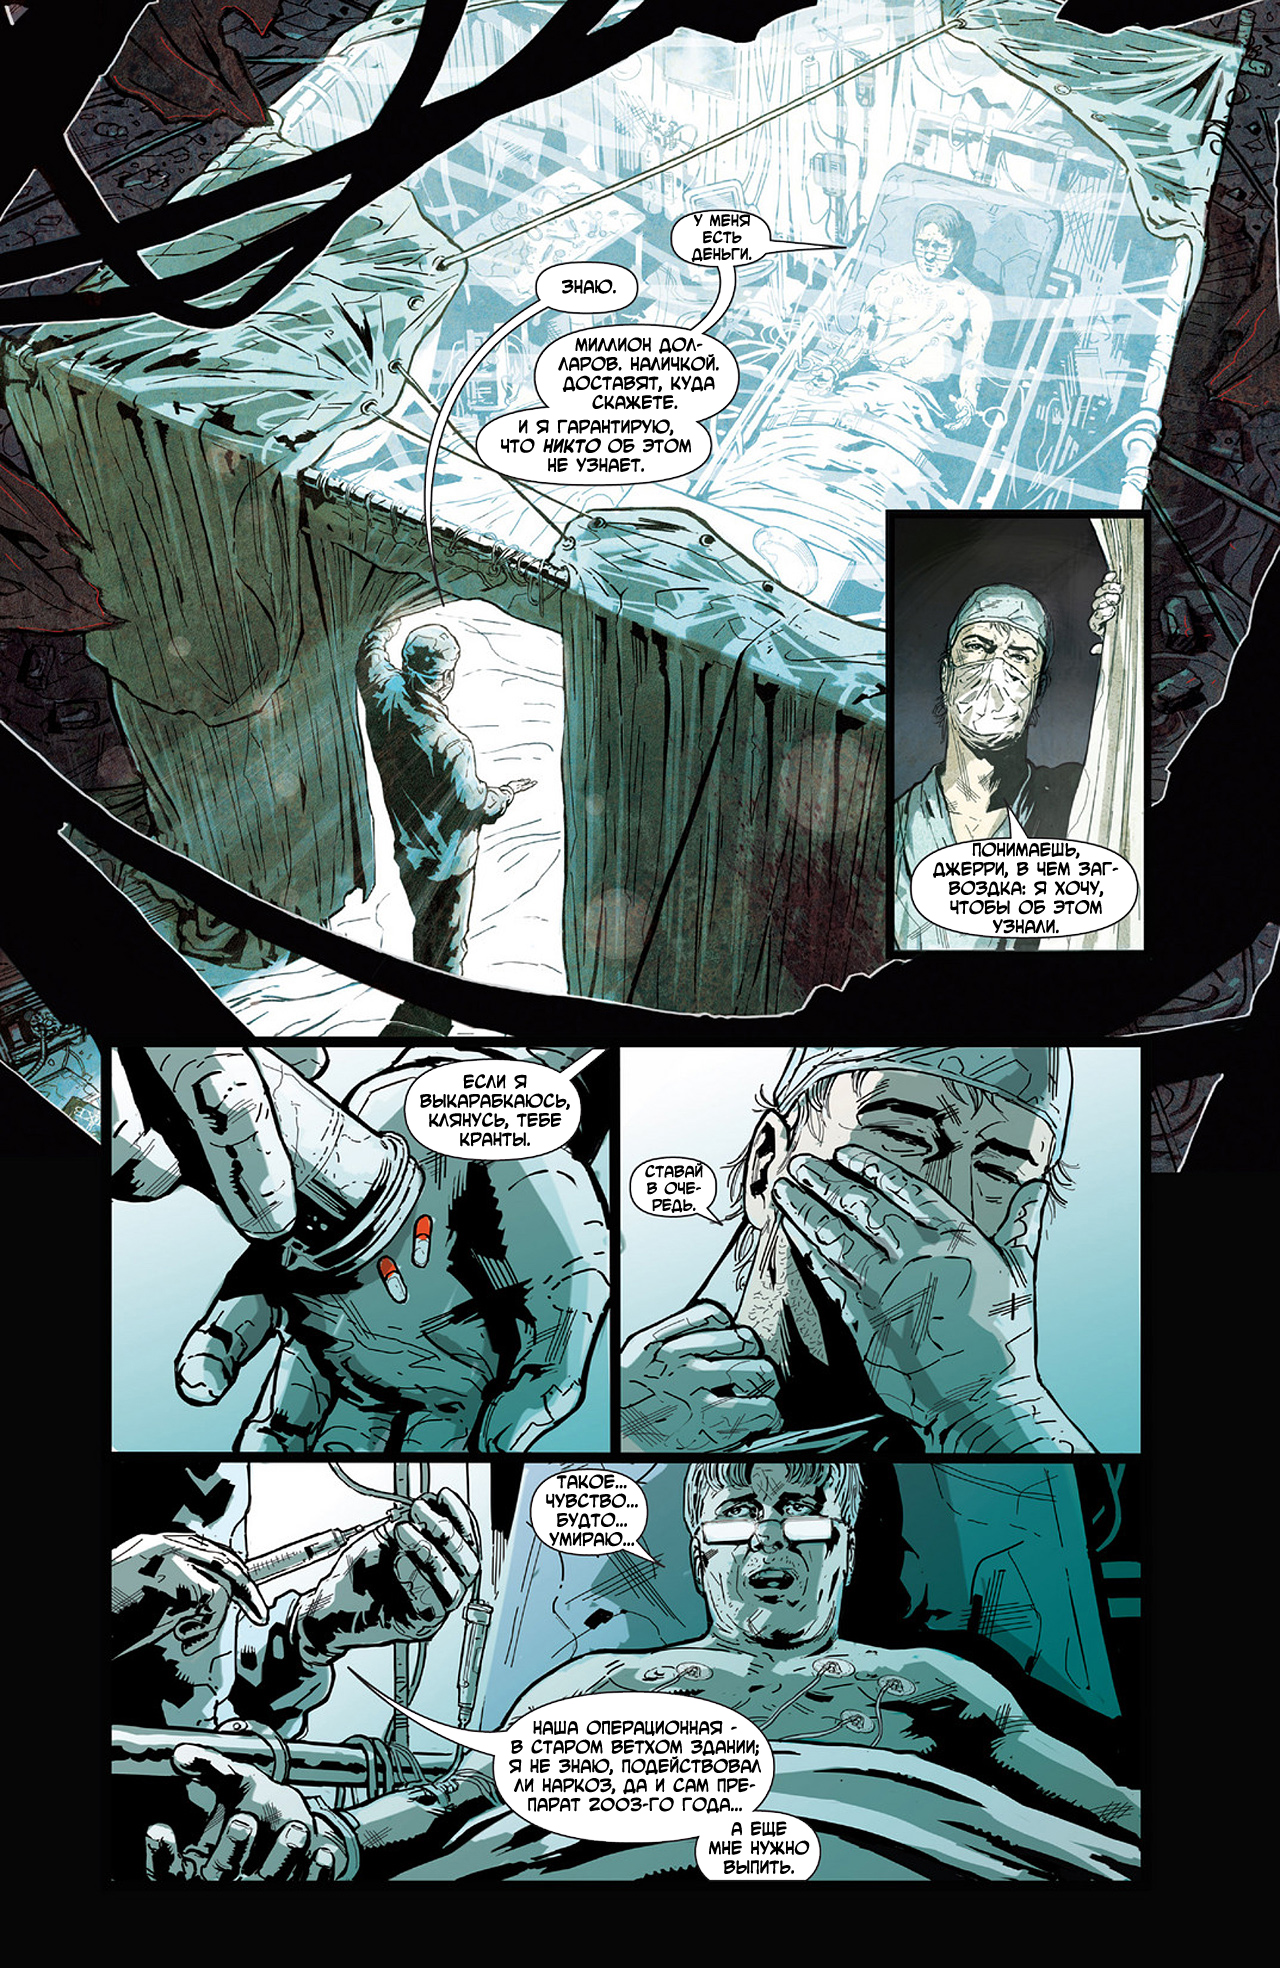 У МЕНЯ
ЕСТЬ
ДЕНЬГИ.
ЗНАЮ.
МИЛЛИОН ДОЛ-
ЛАРОВ. НАЛИЧКОЙ.
ДОСТАВЯТ, КУДА
СКАЖЕТЕ.
И Я ГАРАНТИРУЮ,
ЧТО НИКТО ОБ ЭТОМ
НЕ УЗНАЕТ.
ПОНИМАЕШЬ,
ДЖЕРРИ, В ЧЕМ ЗАГ-
ВОЗДКА: Я ХОЧУ,
ЧТОБЫ ОБ ЭТОМ
УЗНАЛИ.
ЕСЛИ Я
ВЫКАРАБКАЮСЬ,
КЛЯНУСЬ, ТЕБЕ
КРАНТЫ.
СТАВАЙ
В ОЧЕ-
РЕДЬ.
ТАКОЕ...
ЧУВСТВО...
БУДТО...
УМИРАЮ...
НАША ОПЕРАЦИОННАЯ -
В СТАРОМ ВЕТХОМ ЗДАНИИ;
Я НЕ ЗНАЮ, ПОДЕЙСТВОВАЛ
ЛИ НАРКОЗ, ДА И САМ ПРЕ-
ПАРАТ 2003-ГО ГОДА...
А ЕЩЕ
МНЕ НУЖНО
ВЫПИТЬ.